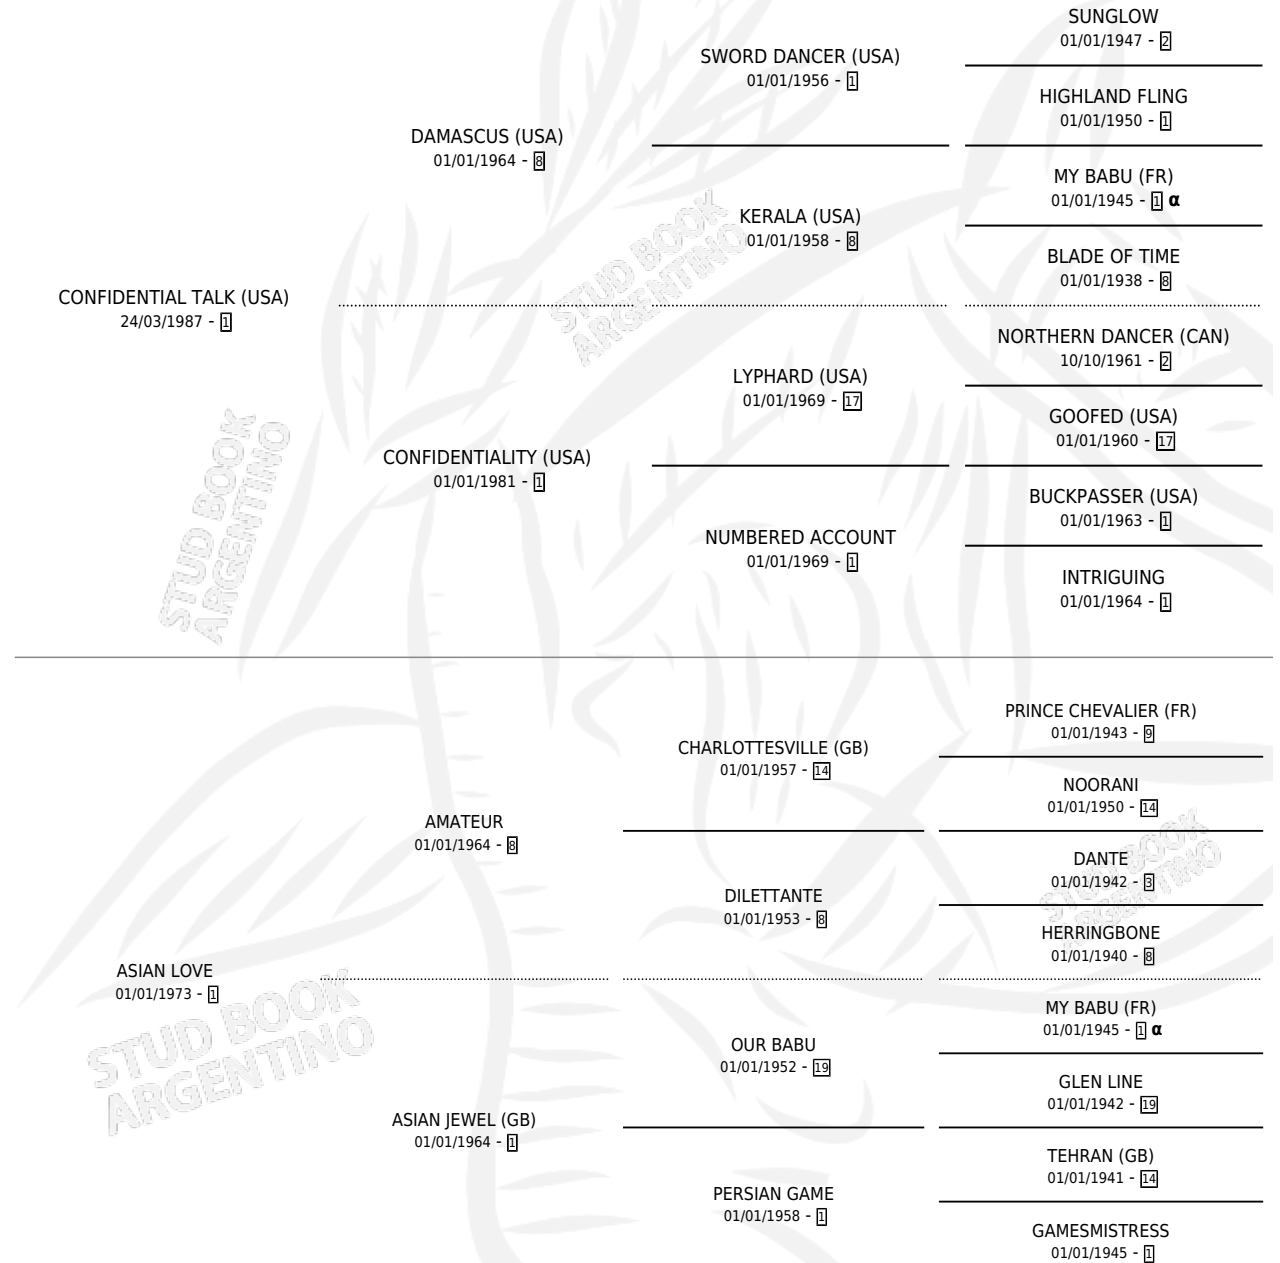 SUNGLOW
01/01/1947 - 2
SWORD DANCER (USA)
01/01/1956 - 1
HIGHLAND FLING
01/01/1950 - 1
DAMASCUS (USA)
01/01/1964 - 8
MY BABU (FR)
01/01/1945 - 1 α
KERALA (USA)
01/01/1958 - 8
BLADE OF TIME
01/01/1938 - 8
CONFIDENTIAL TALK (USA)
24/03/1987 - 1
NORTHERN DANCER (CAN)
10/10/1961 - 2
LYPHARD (USA)
01/01/1969 - 17
GOOFED (USA)
01/01/1960 - 17
CONFIDENTIALITY (USA)
01/01/1981 - 1
BUCKPASSER (USA)
01/01/1963 - 1
NUMBERED ACCOUNT
01/01/1969 - 1
INTRIGUING
01/01/1964 - 1
PRINCE CHEVALIER (FR)
01/01/1943 - 9
CHARLOTTESVILLE (GB)
01/01/1957 - 14
NOORANI
01/01/1950 - 14
AMATEUR
01/01/1964 - 8
DANTE
01/01/1942 - 3
DILETTANTE
01/01/1953 - 8
HERRINGBONE
01/01/1940 - 8
ASIAN LOVE
01/01/1973 - 1
MY BABU (FR)
01/01/1945 - 1 α
OUR BABU
01/01/1952 - 19
GLEN LINE
01/01/1942 - 19
ASIAN JEWEL (GB)
01/01/1964 - 1
TEHRAN (GB)
01/01/1941 - 14
PERSIAN GAME
01/01/1958 - 1
GAMESMISTRESS
01/01/1945 - 1
STUD BOOK
ARGENTINO
STUD BOOK
ARGENTINO
STUD BOOK
ARGENTINO
STUD BOOK
ARGENTINO